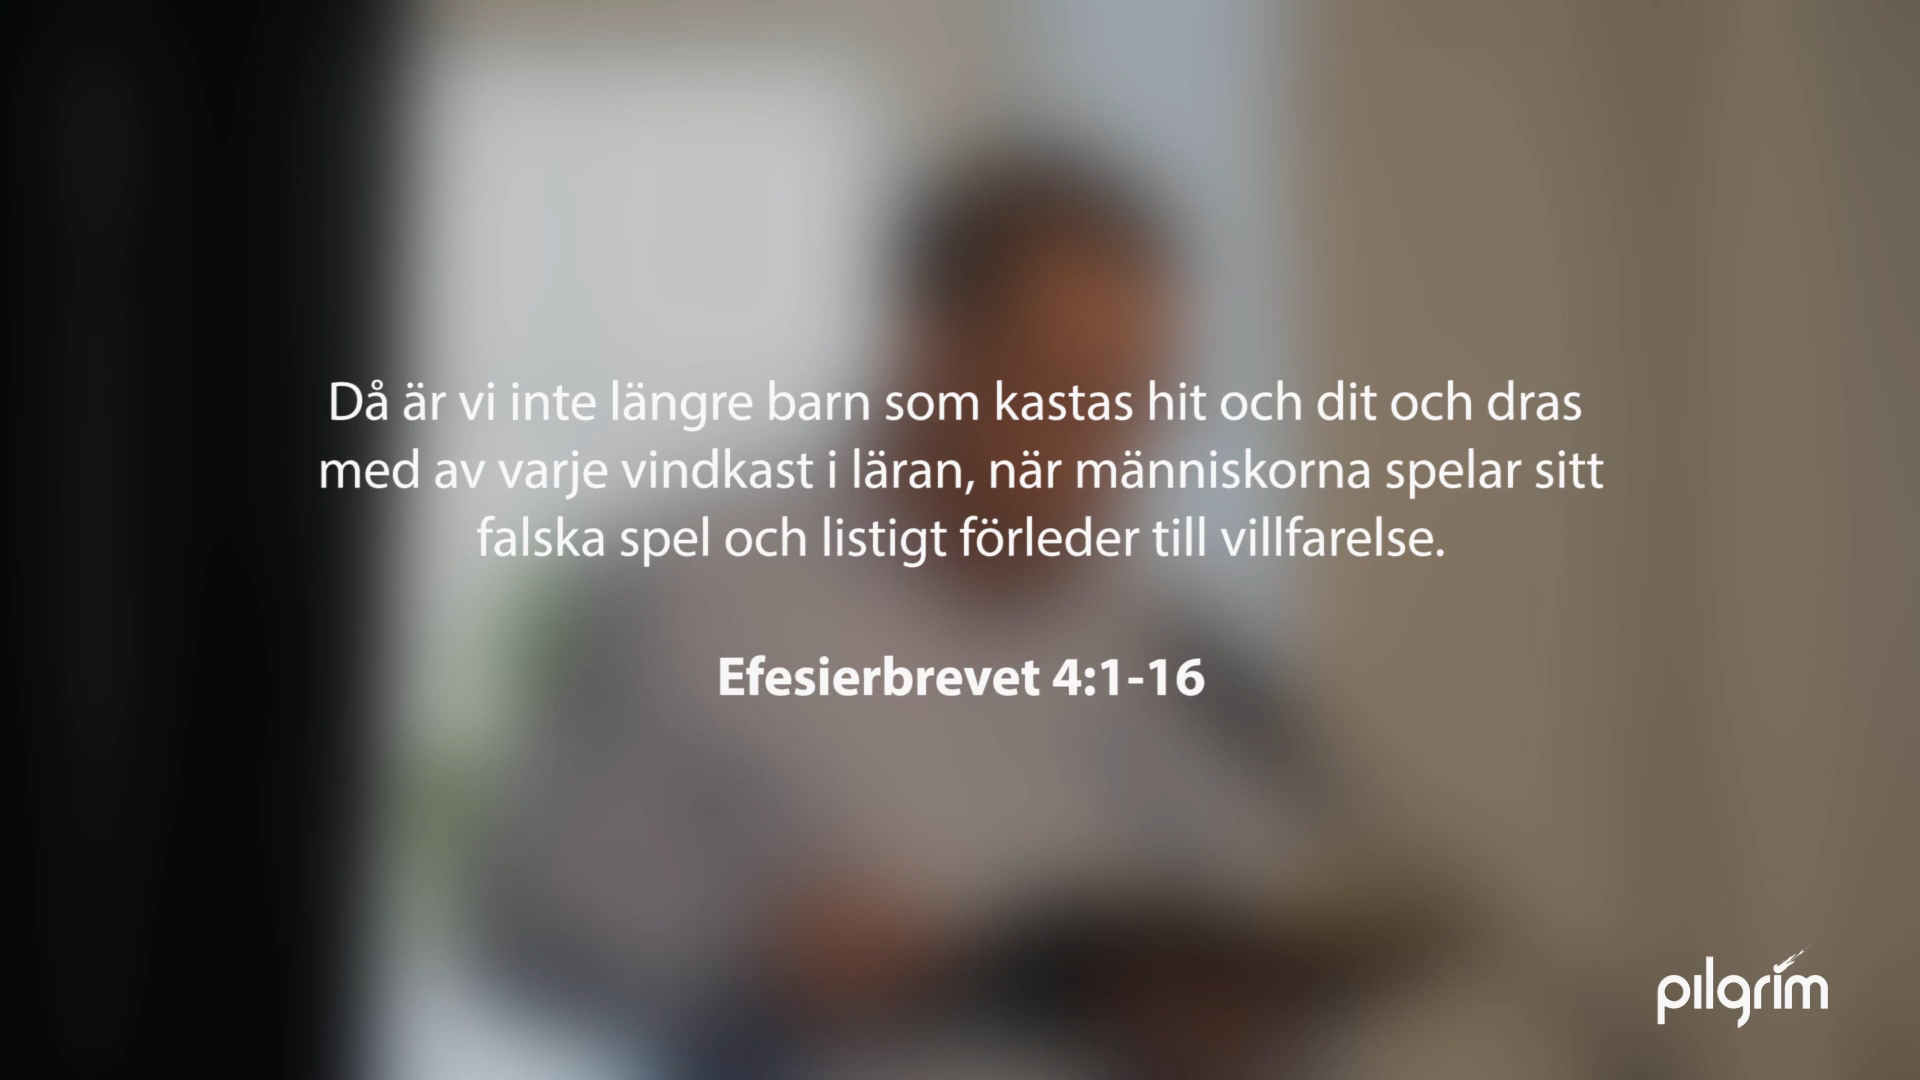 Då är vi inte längre barn som kastas hit och dit och dras
med av varje vindkast i läran, när människorna spelar sitt
falska spel och listigt förleder till villfarelse.
Efesierbrevet 4:1-16
pilgrim